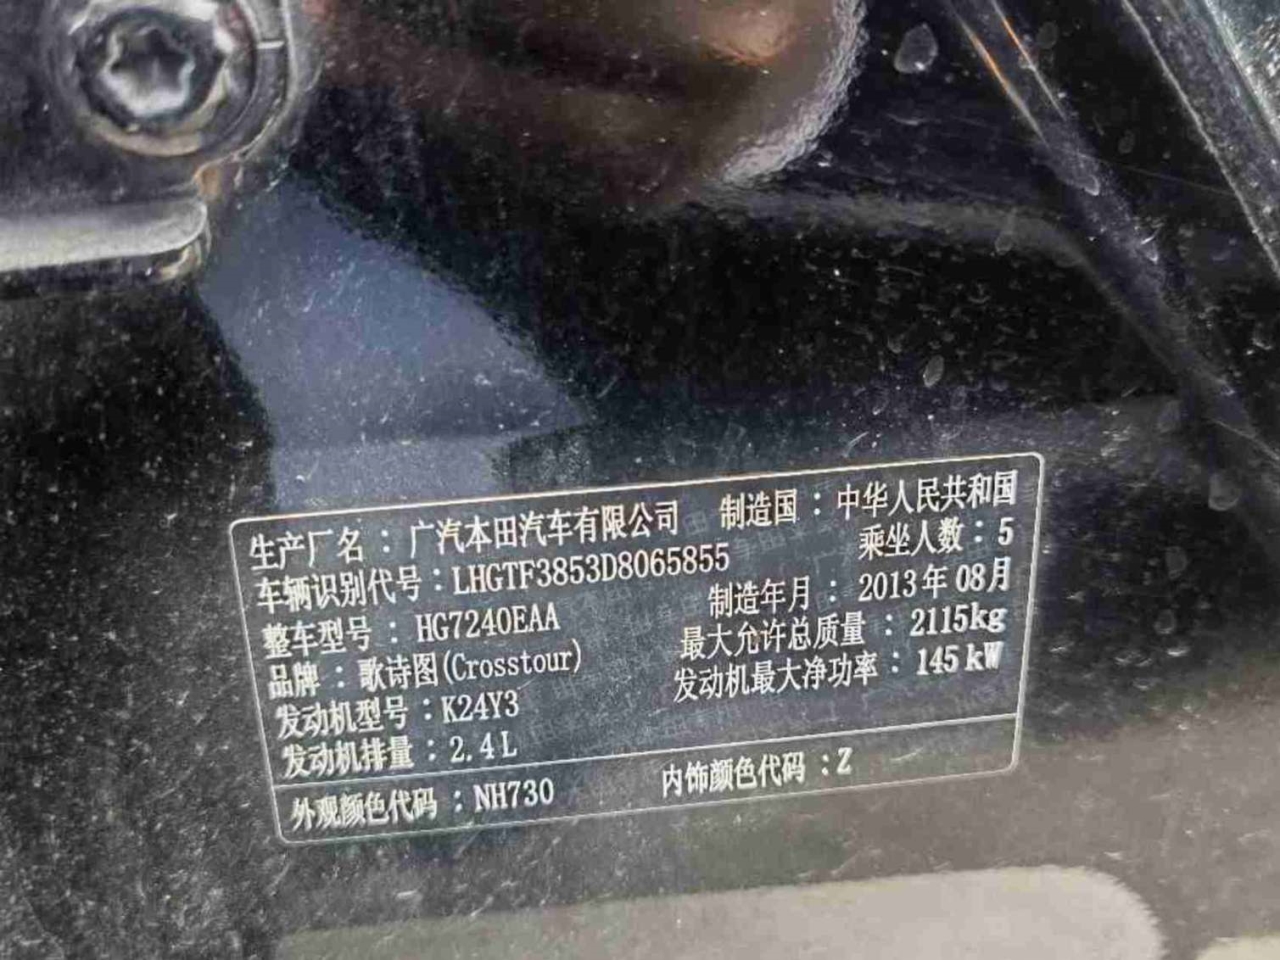 生产厂名：广汽本田汽车有限公司 制造国：中华人民共和国
车辆识别代号：LHGTF3853D8065855 乘坐人数：5
整车型号：HG7240EAA 制造年月：2013年08月
品牌：歌诗图(Crosstour) 最大允许总质量：2115kg
发动机型号：K24Y3 发动机最大净功率：145kW
发动机排量：2.4L
外观颜色代码：NH730 内饰颜色代码：Z